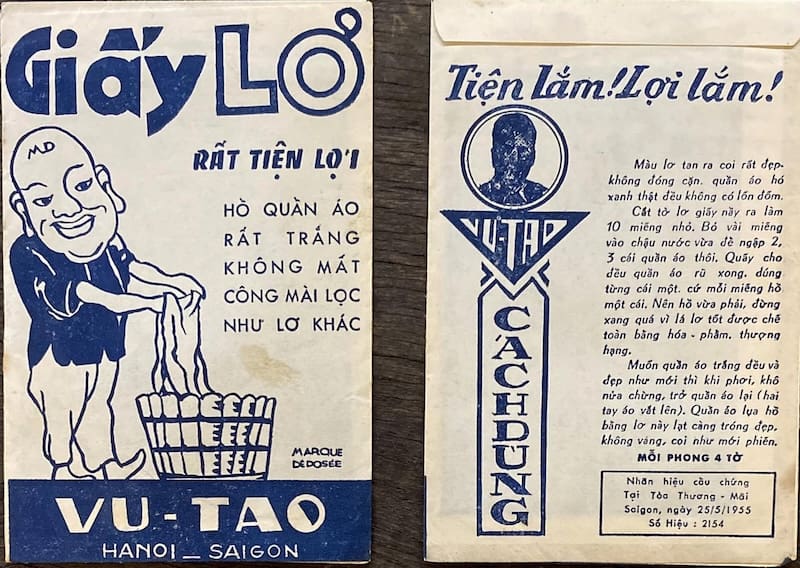 Giấy LƠ
RẤT TIỆN LỢI
MD
HỒ QUẦN ÁO
RẤT TRẮNG
KHÔNG MẤT
CÔNG MÀI LỌC
NHƯ LƠ KHÁC
MARQUE
DÉPOSÉE
VU-TAO
HANOI _ SAIGON
Tiện lắm! Lợi lắm!
VU-TAO
CÁCH DÙNG
Màu lơ tan ra coi rất đẹp.
không đóng cặn. quần áo hó
xanh thật đều không có lốn đốm.
Cắt tờ lơ giấy nầy ra làm
10 miếng nhỏ. Bỏ vài miếng
vào chậu nước vừa đề ngập 2,
3 cái quần áo thôi. Quấy cho
đều quần áo rũ xong. dúng
từng cái một. cứ mỗi miếng hồ
một cái. Nên hồ vừa phải, đừng
xang quá vì lá lơ tốt được chế
toàn bằng hóa - phẩm. thượng
hạng.
Muốn quần áo trắng đều và
đẹp như mới thì khi phơi, khô
nửa chừng, trở quần áo lại (hai
tay áo vắt lên). Quần áo lụa hồ
bằng lơ này lạt càng tróng đẹp,
không váng, coi như mới phiên.
MỖI PHONG 4 TỜ
Nhãn hiệu cầu chứng
Tại Tòa Thương - Mãi
Saigon, ngày 25/5/1955
Số Hiệu : 2154